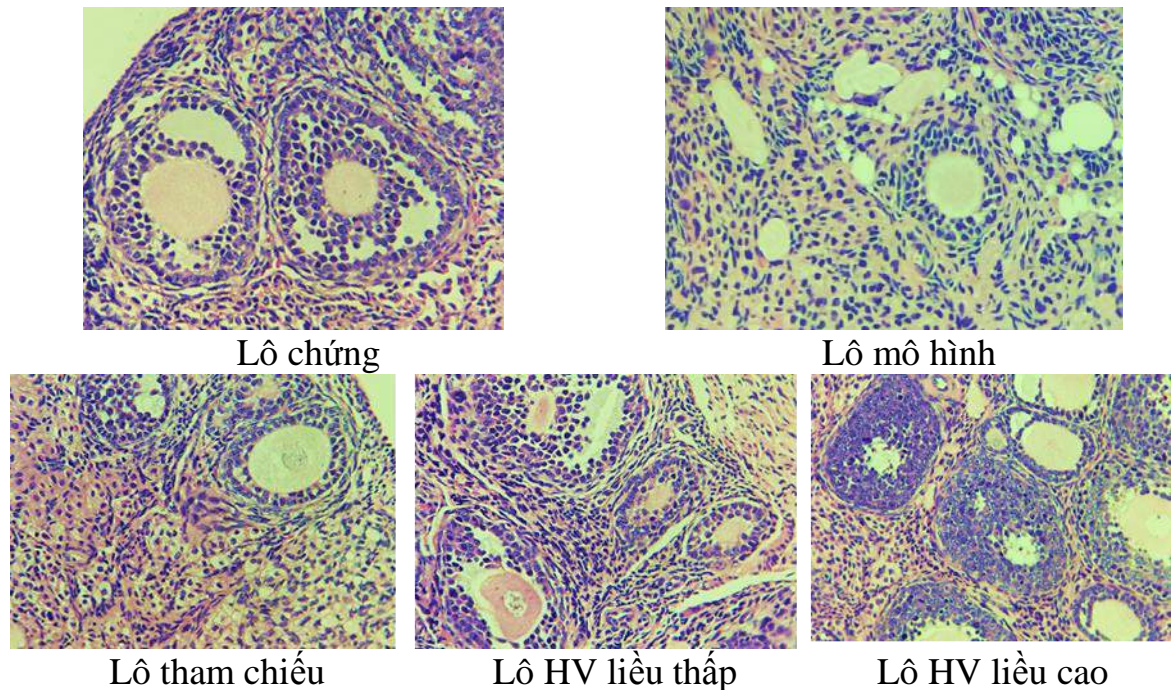 Lô chứng
Lô mô hình
Lô tham chiếu
Lô HV liều thấp
Lô HV liều cao